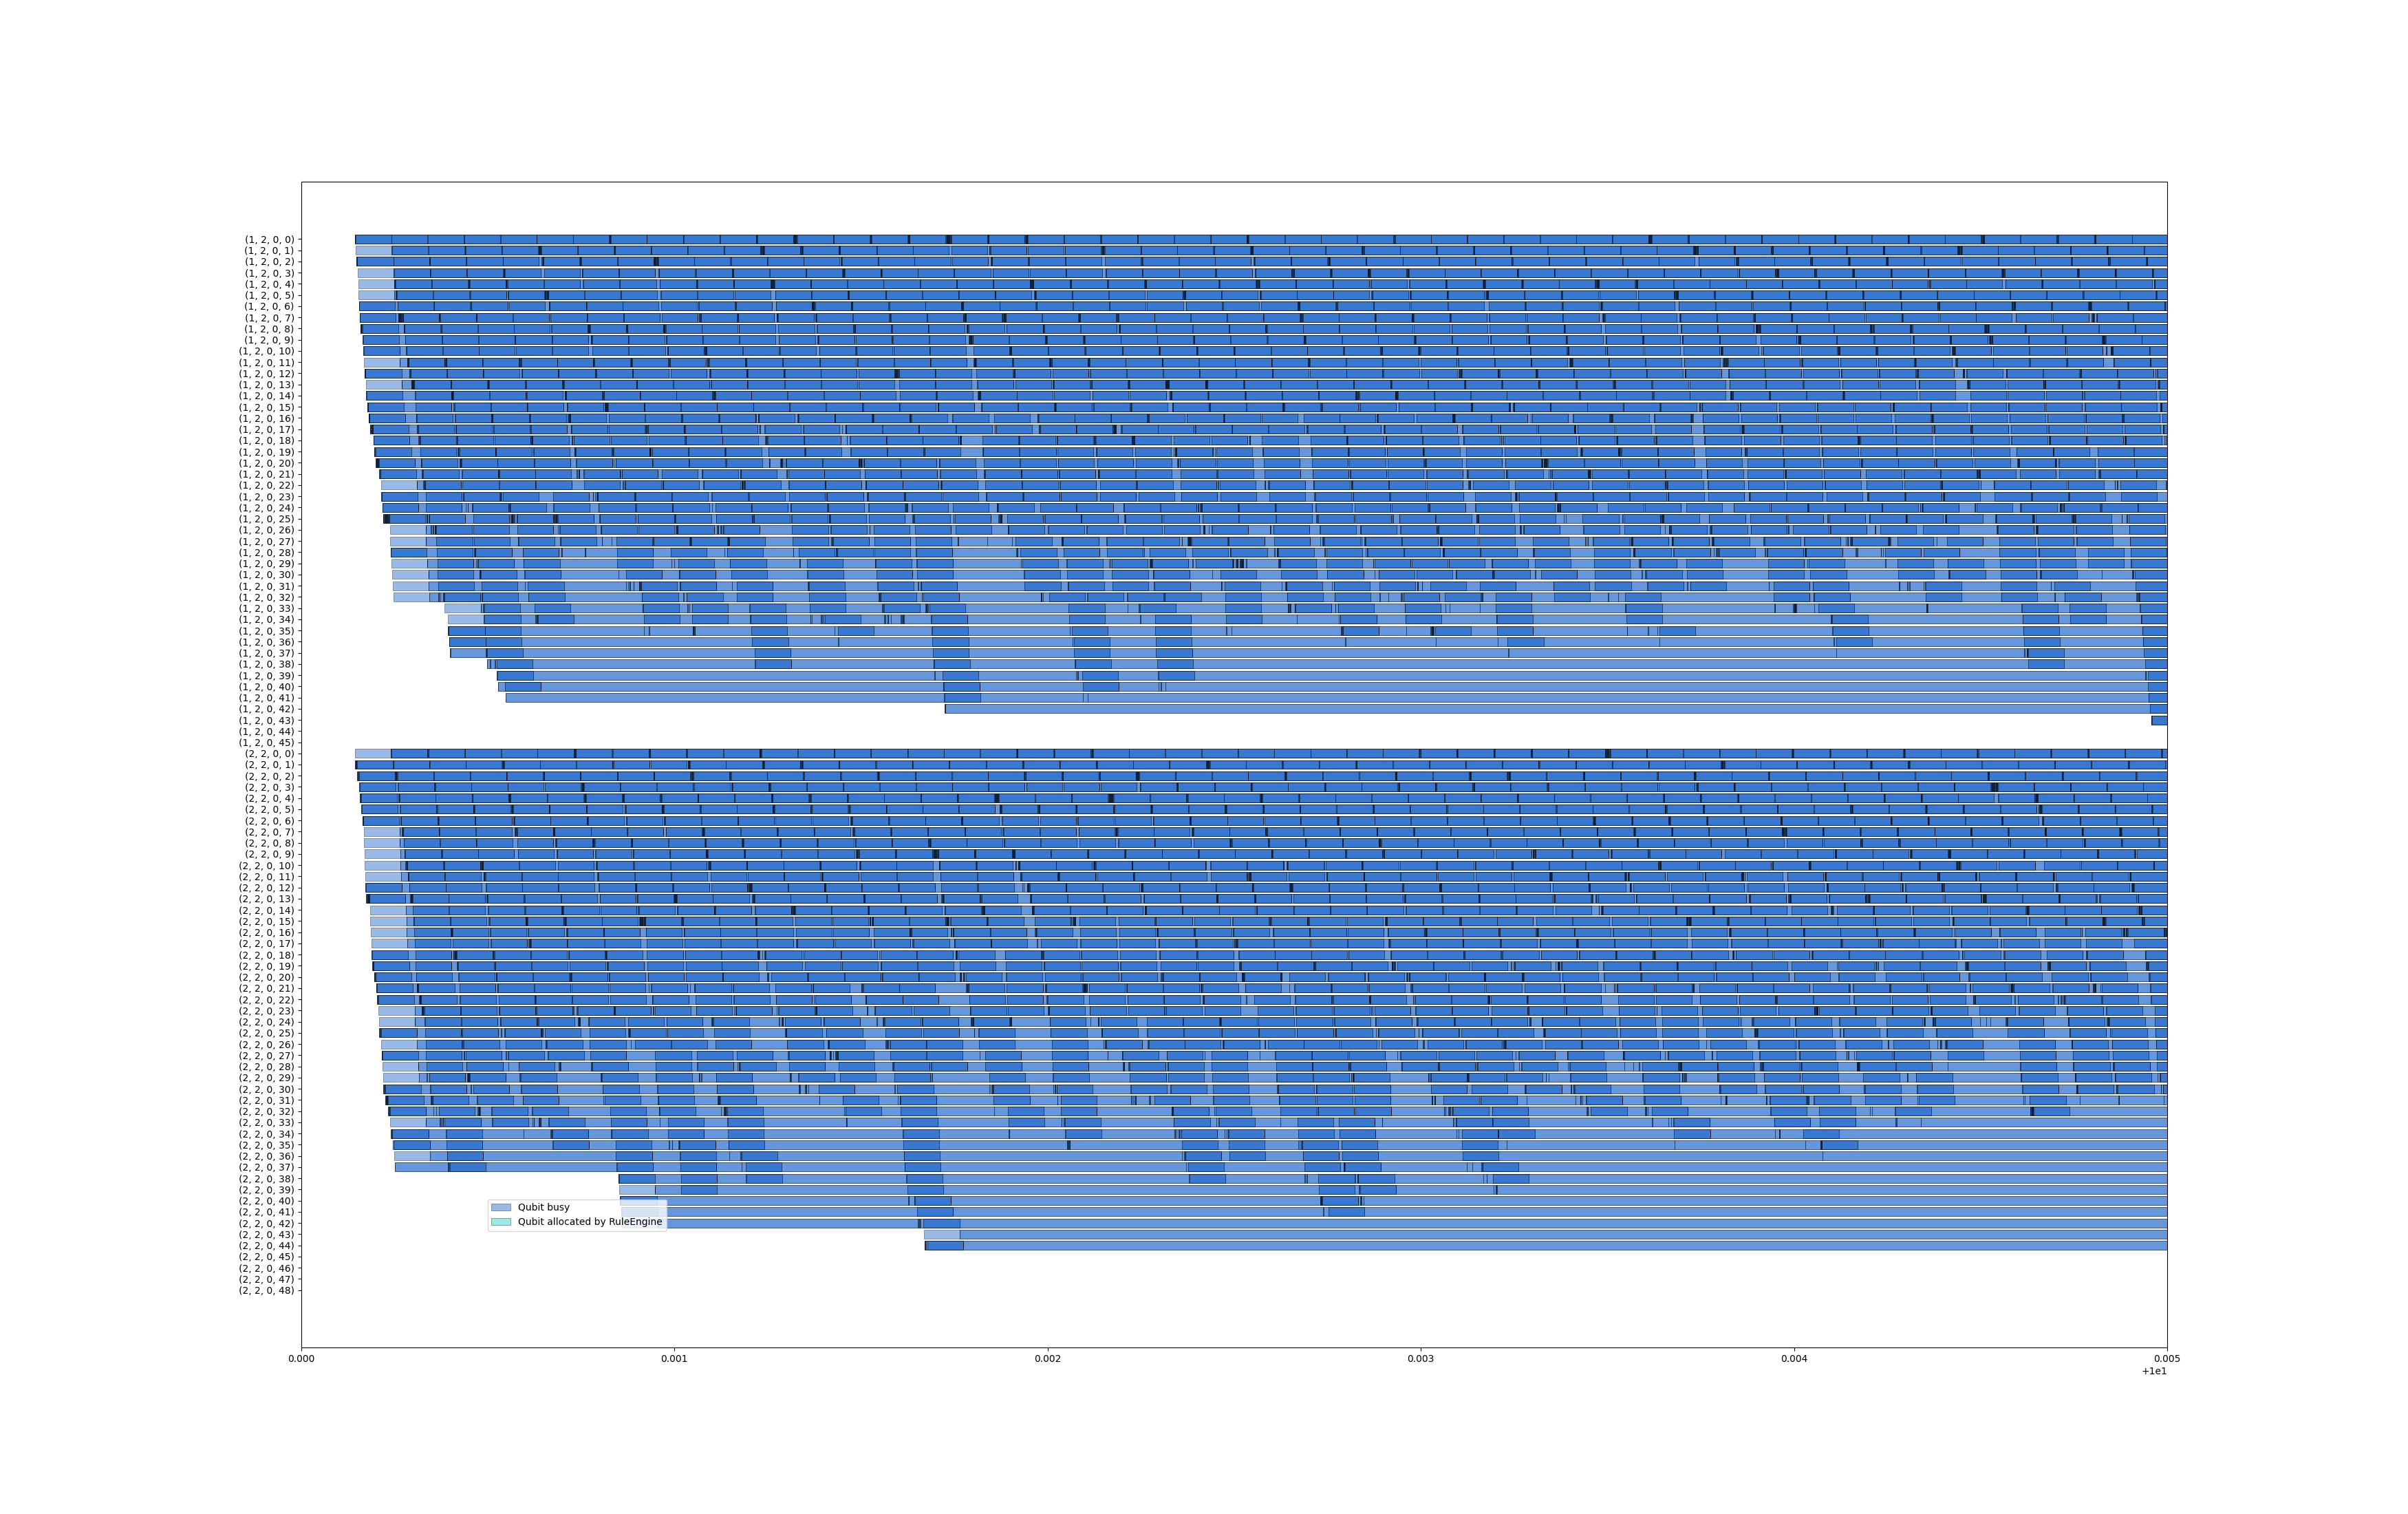 (1, 2, 0, 0)
(1, 2, 0, 1)
(1, 2, 0, 2)
(1, 2, 0, 3)
(1, 2, 0, 4)
(1, 2, 0, 5)
(1, 2, 0, 6)
(1, 2, 0, 7)
(1, 2, 0, 8)
(1, 2, 0, 9)
(1, 2, 0, 10)
(1, 2, 0, 11)
(1, 2, 0, 12)
(1, 2, 0, 13)
(1, 2, 0, 14)
(1, 2, 0, 15)
(1, 2, 0, 16)
(1, 2, 0, 17)
(1, 2, 0, 18)
(1, 2, 0, 19)
(1, 2, 0, 20)
(1, 2, 0, 21)
(1, 2, 0, 22)
(1, 2, 0, 23)
(1, 2, 0, 24)
(1, 2, 0, 25)
(1, 2, 0, 26)
(1, 2, 0, 27)
(1, 2, 0, 28)
(1, 2, 0, 29)
(1, 2, 0, 30)
(1, 2, 0, 31)
(1, 2, 0, 32)
(1, 2, 0, 33)
(1, 2, 0, 34)
(1, 2, 0, 35)
(1, 2, 0, 36)
(1, 2, 0, 37)
(1, 2, 0, 38)
(1, 2, 0, 39)
(1, 2, 0, 40)
(1, 2, 0, 41)
(1, 2, 0, 42)
(1, 2, 0, 43)
(1, 2, 0, 44)
(1, 2, 0, 45)
(2, 2, 0, 0)
(2, 2, 0, 1)
(2, 2, 0, 2)
(2, 2, 0, 3)
(2, 2, 0, 4)
(2, 2, 0, 5)
(2, 2, 0, 6)
(2, 2, 0, 7)
(2, 2, 0, 8)
(2, 2, 0, 9)
(2, 2, 0, 10)
(2, 2, 0, 11)
(2, 2, 0, 12)
(2, 2, 0, 13)
(2, 2, 0, 14)
(2, 2, 0, 15)
(2, 2, 0, 16)
(2, 2, 0, 17)
(2, 2, 0, 18)
(2, 2, 0, 19)
(2, 2, 0, 20)
(2, 2, 0, 21)
(2, 2, 0, 22)
(2, 2, 0, 23)
(2, 2, 0, 24)
(2, 2, 0, 25)
(2, 2, 0, 26)
(2, 2, 0, 27)
(2, 2, 0, 28)
(2, 2, 0, 29)
(2, 2, 0, 30)
(2, 2, 0, 31)
(2, 2, 0, 32)
(2, 2, 0, 33)
(2, 2, 0, 34)
(2, 2, 0, 35)
(2, 2, 0, 36)
(2, 2, 0, 37)
(2, 2, 0, 38)
(2, 2, 0, 39)
(2, 2, 0, 40)
(2, 2, 0, 41)
(2, 2, 0, 42)
(2, 2, 0, 43)
(2, 2, 0, 44)
(2, 2, 0, 45)
(2, 2, 0, 46)
(2, 2, 0, 47)
(2, 2, 0, 48)
Qubit busy
Qubit allocated by RuleEngine
0.000 0.001 0.002 0.003 0.004 0.005
+1e1